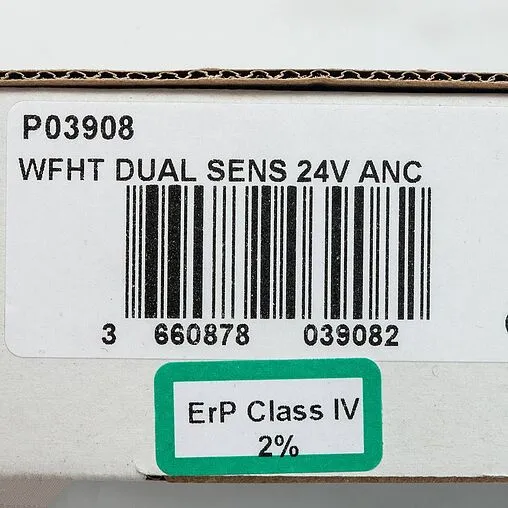 P03908
WFHT DUAL SENS 24V ANC
3 660878 039082
ErP Class IV
2%